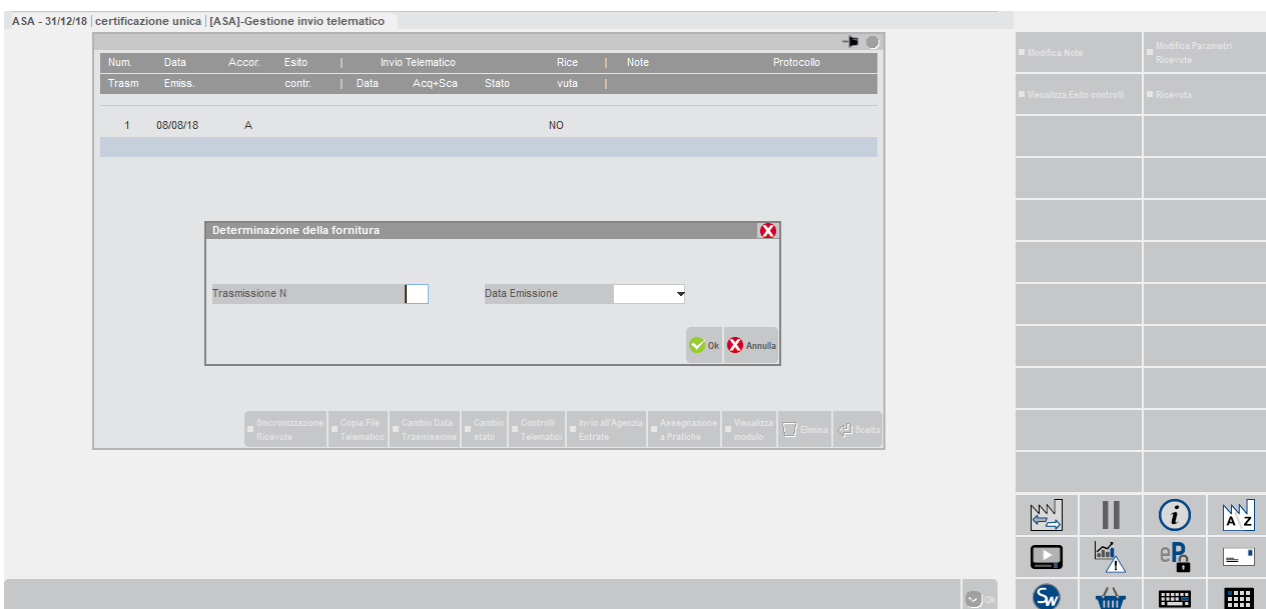 ASA - 31/12/18 certificazione unica [ASA]-Gestione invio telematico
Num. Data Accor. Esito | Invio Telematico Rice | Note Protocollo
Trasm Emiss. contr. | Data Acq+Sca Stato vuta |
1 08/08/18 A NO
Determinazione della fornitura
Trasmissione N Data Emissione
Ok Annulla
Sincronizzazione Ricevute
Copia File Telematico
Cambio Data Trasmissione
Cambio stato
Controlli Telematici
Invio all'Agenzia Entrate
Assegnazione a Pratiche
Visualizza modulo
Elimina
Scelta
Modifica Note
Modifica Parametri Ricevute.
Visualizza Esito controlli
Ricevuta
i
A\Z
eP
Sw
Ok